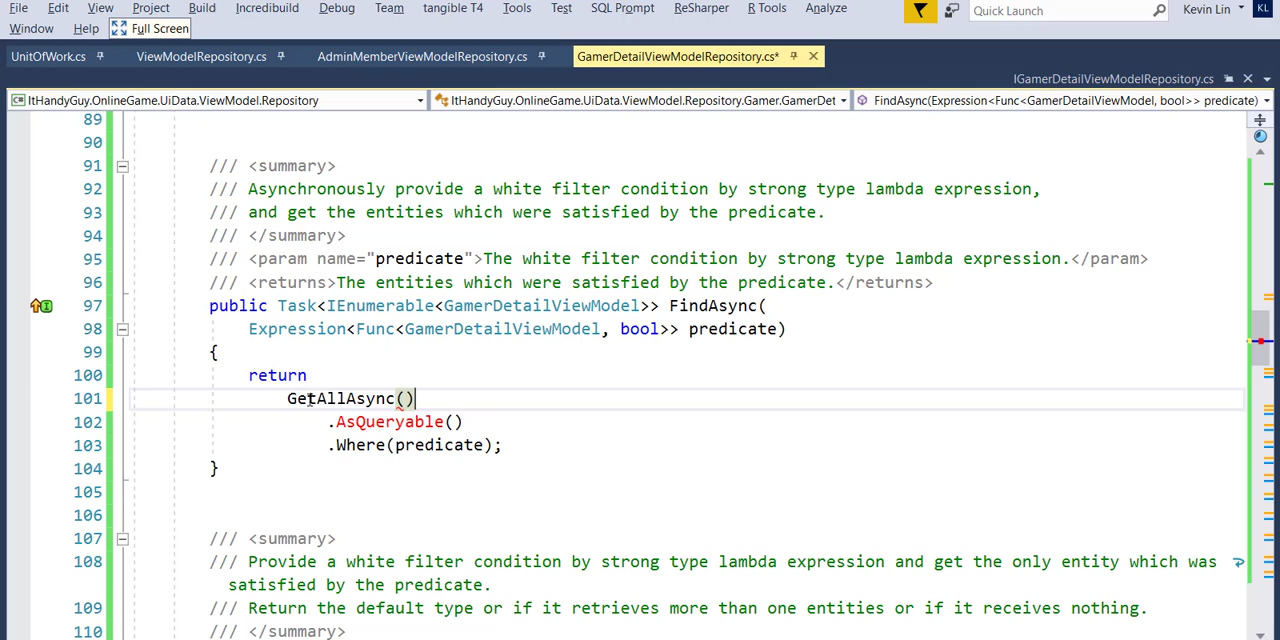 File Edit View Project Build Incredibuild Debug Team tangible T4 Tools Test SQL Prompt ReSharper R Tools Analyze Quick Launch Kevin Lin KL
Window Help Full Screen
UnitOfWork.cs ViewModelRepository.cs AdminMemberViewModelRepository.cs GamerDetailViewModelRepository.cs*
IGamerDetailViewModelRepository.cs
C# ItHandyGuy.OnlineGame.UiData.ViewModel.Repository ItHandyGuy.OnlineGame.UiData.ViewModel.Repository.Gamer.GamerDet FindAsync(Expression<Func<GamerDetailViewModel, bool>> predicate)
89
90
91 /// <summary>
92 /// Asynchronously provide a white filter condition by strong type lambda expression,
93 /// and get the entities which were satisfied by the predicate.
94 /// </summary>
95 /// <param name="predicate">The white filter condition by strong type lambda expression.</param>
96 /// <returns>The entities which were satisfied by the predicate.</returns>
97 public Task<IEnumerable<GamerDetailViewModel>> FindAsync(
98 Expression<Func<GamerDetailViewModel, bool>> predicate)
99 {
100 return
101 GetAllAsync()
102 .AsQueryable()
103 .Where(predicate);
104 }
105
106
107 /// <summary>
108 /// Provide a white filter condition by strong type lambda expression and get the only entity which was
satisfied by the predicate.
109 /// Return the default type or if it retrieves more than one entities or if it receives nothing.
110 /// </summary>